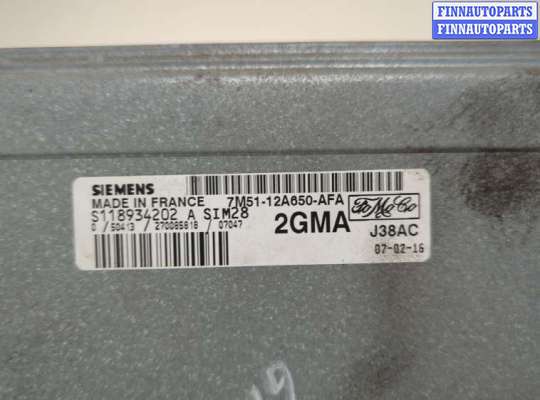 FINNAUTOPARTS
FINNAUTOPARTS
SIEMENS
MADE IN FRANCE 7M51-12A650-AFA
S118934202 A SIM28 2GMA FoMoCo
0 / 50413 / 270085818 / 07047 J38AC
07-02-16